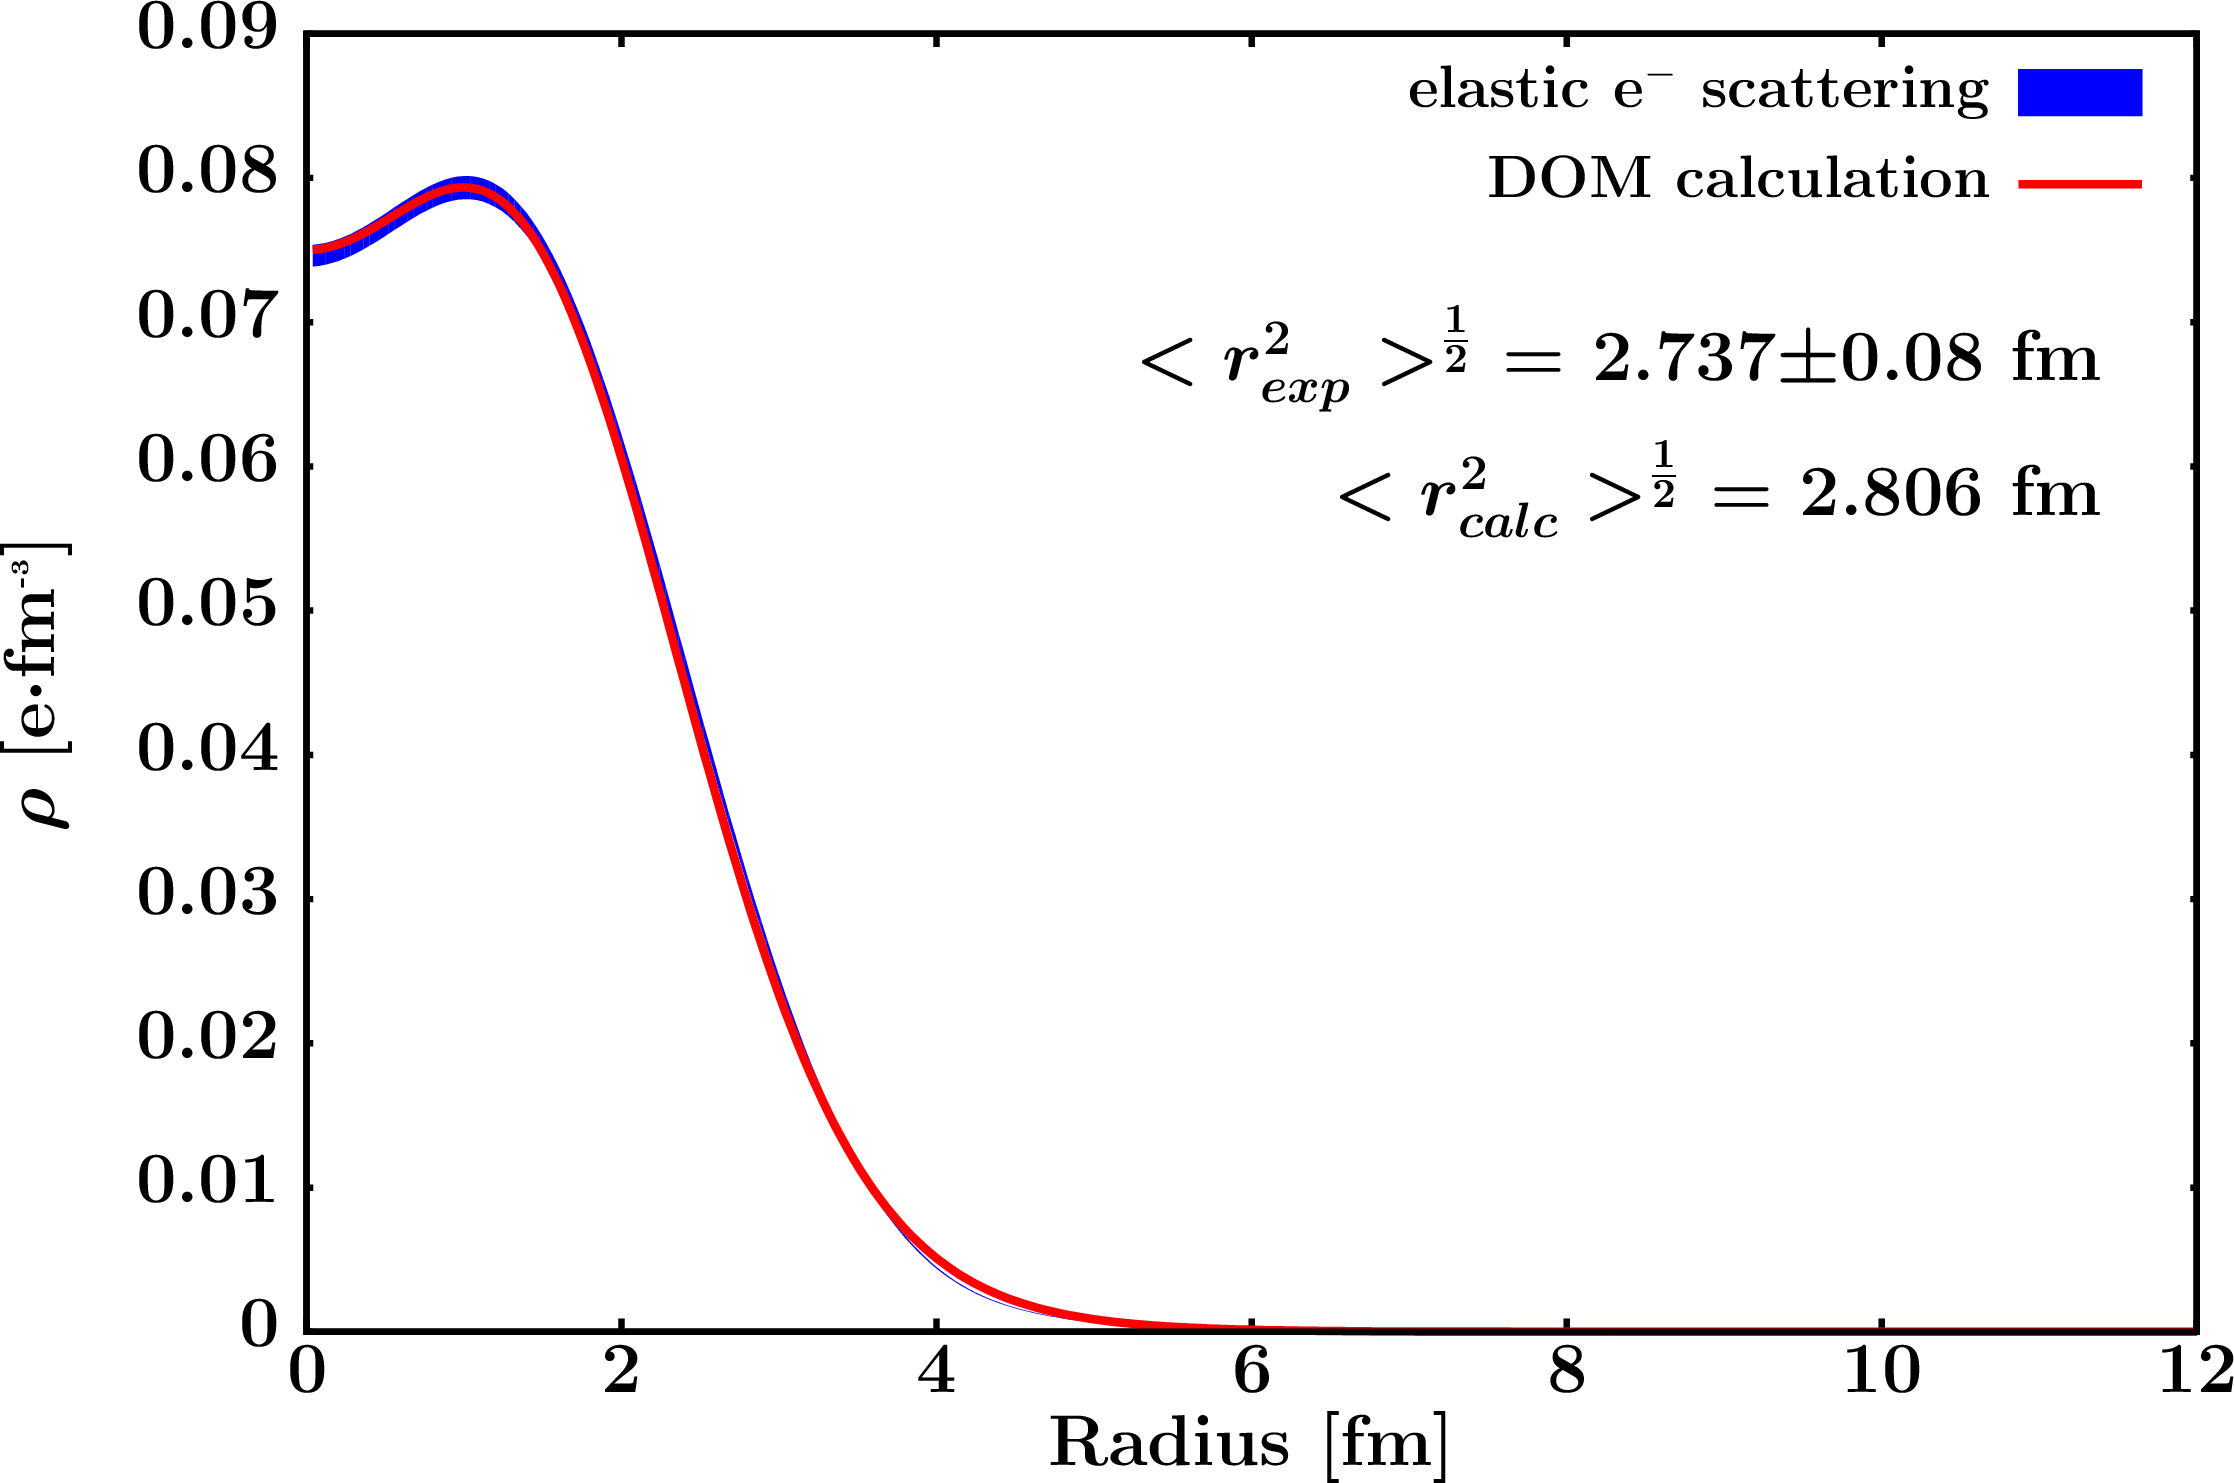 0.09
0.08
0.07
0.06
0.05
0.04
0.03
0.02
0.01
0
ρ [e·fm⁻³]
elastic e⁻ scattering
DOM calculation
< r²ₑₓₚ >^½ = 2.737±0.08 fm
< r²_calc >^½ = 2.806 fm
0 2 4 6 8 10 12
Radius [fm]